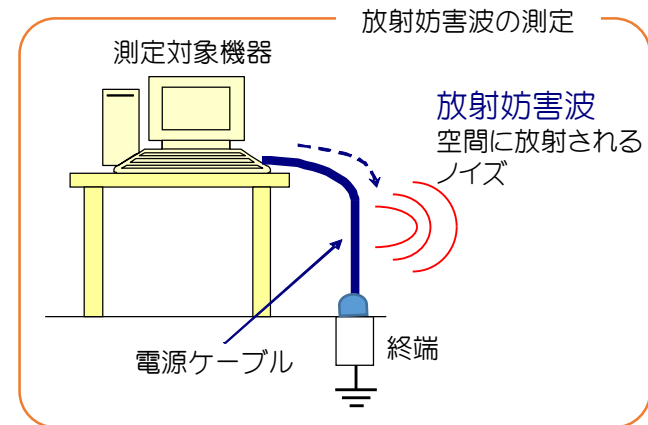 放射妨害波の測定
測定対象機器
放射妨害波
空間に放射される
ノイズ
電源ケーブル
終端